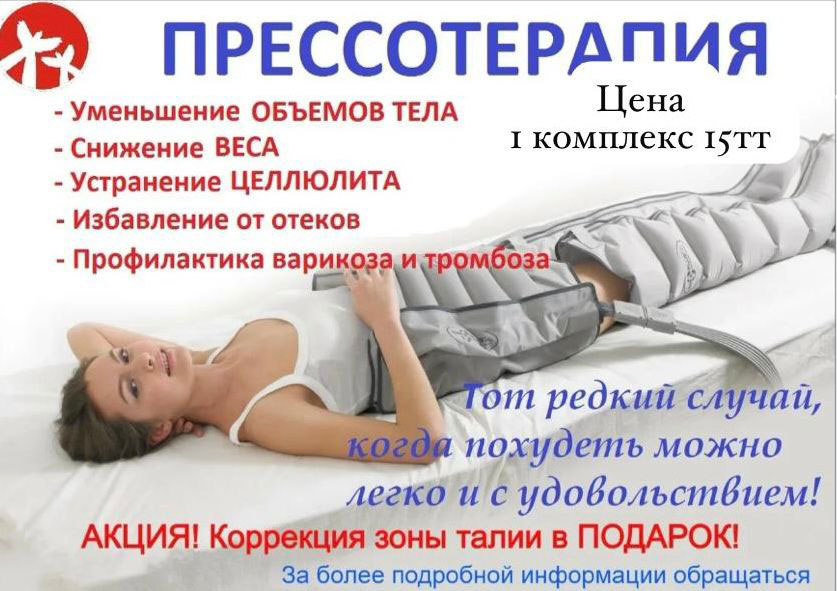 ПРЕССОТЕРАПИЯ
- Уменьшение ОБЪЕМОВ ТЕЛА
Цена
1 комплекс 15тт
- Снижение ВЕСА
- Устранение ЦЕЛЛЮЛИТА
- Избавление от отеков
- Профилактика варикоза и тромбоза
Тот редкий случай,
когда похудеть можно
легко и с удовольствием!
АКЦИЯ! Коррекция зоны талии в ПОДАРОК!
За более подробной информации обращаться